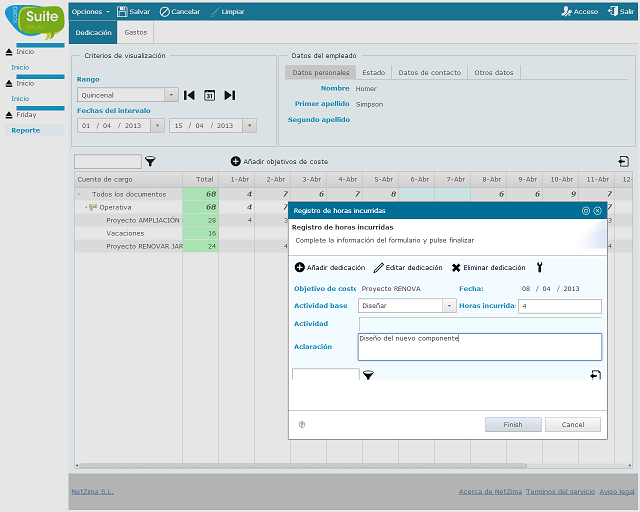 Suite
Opciones Salvar Cancelar Limpiar Acceso Salir
Inicio
Inicio
Inicio
Inicio
Friday
Reporte
Dedicación Gastos
Criterios de visualización
Rango
Quincenal
Fechas del intervalo
01 / 04 / 2013 15 / 04 / 2013
Datos del empleado
Datos personales Estado Datos de contacto Otros datos
Nombre Homer
Primer apellido Simpson
Segundo apellido
Añadir objetivos de coste
Cuenta de cargo Total 1-Abr 2-Abr 3-Abr 4-Abr 5-Abr 6-Abr 7-Abr 8-Abr 9-Abr 10-Abr 11-Abr 12-
Todos los documentos 68 4 7 6 7 8 6 6 9 7
Operativa 68 4 7
Proyecto AMPLIACIÓN 28 4 3
Vacaciones 16
Proyecto RENOVAR JAR 24 4
Registro de horas incurridas
Registro de horas incurridas
Complete la información del formulario y pulse finalizar
Añadir dedicación Editar dedicación Eliminar dedicación
Objetivo de coste Proyecto RENOVA Fecha: 08 / 04 / 2013
Actividad base Diseñar Horas incurridas 4
Actividad
Aclaración Diseño del nuevo componente
Finish Cancel
NetZima S.L. Acerca de NetZima Terminos del servicio Aviso legal